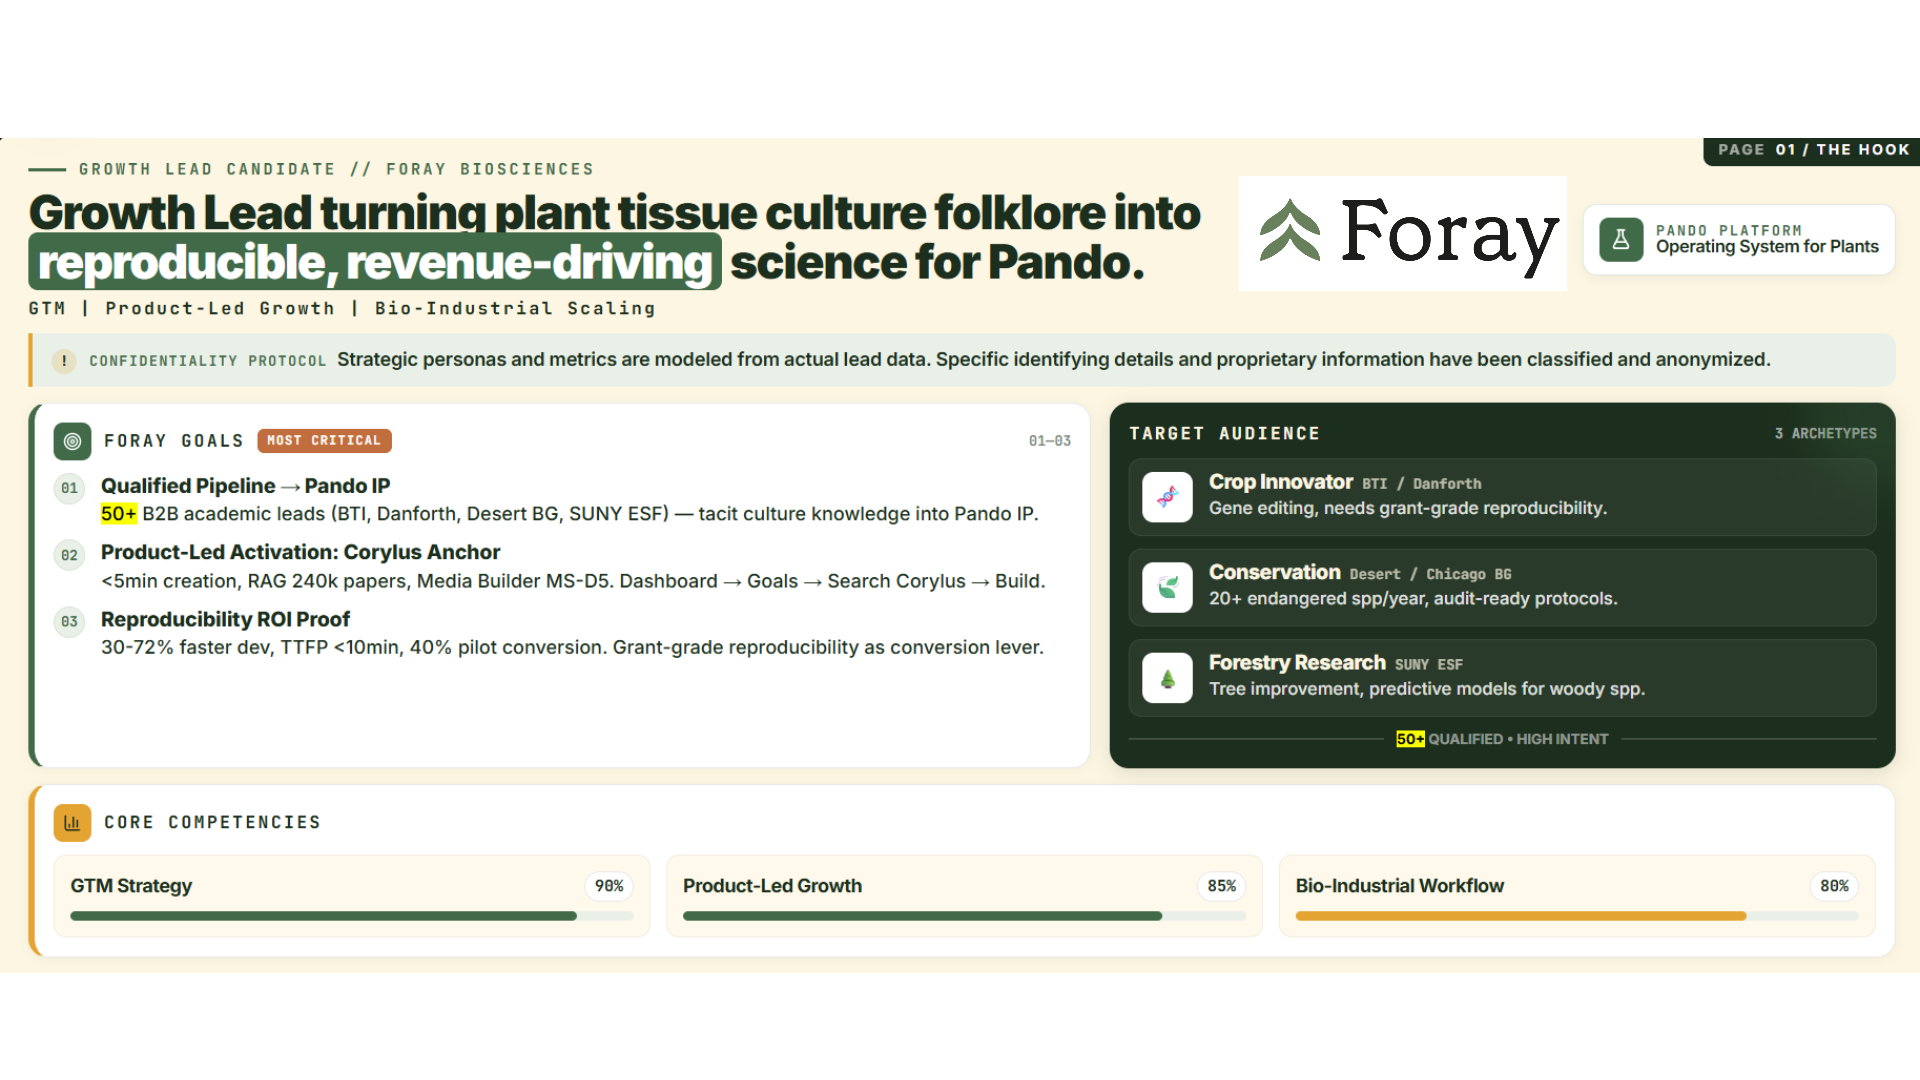 PAGE 01 / THE HOOK
GROWTH LEAD CANDIDATE // FORAY BIOSCIENCES
Growth Lead turning plant tissue culture folklore into
reproducible, revenue-driving science for Pando.
GTM | Product-Led Growth | Bio-Industrial Scaling
Foray
PANDO PLATFORM
Operating System for Plants
! CONFIDENTIALITY PROTOCOL Strategic personas and metrics are modeled from actual lead data. Specific identifying details and proprietary information have been classified and anonymized.
FORAY GOALS MOST CRITICAL 01—03
01 Qualified Pipeline → Pando IP
50+ B2B academic leads (BTI, Danforth, Desert BG, SUNY ESF) — tacit culture knowledge into Pando IP.
02 Product-Led Activation: Corylus Anchor
<5min creation, RAG 240k papers, Media Builder MS-D5. Dashboard → Goals → Search Corylus → Build.
03 Reproducibility ROI Proof
30-72% faster dev, TTFP <10min, 40% pilot conversion. Grant-grade reproducibility as conversion lever.
TARGET AUDIENCE 3 ARCHETYPES
Crop Innovator BTI / Danforth
Gene editing, needs grant-grade reproducibility.
Conservation Desert / Chicago BG
20+ endangered spp/year, audit-ready protocols.
Forestry Research SUNY ESF
Tree improvement, predictive models for woody spp.
50+ QUALIFIED • HIGH INTENT
CORE COMPETENCIES
GTM Strategy 90%
Product-Led Growth 85%
Bio-Industrial Workflow 80%